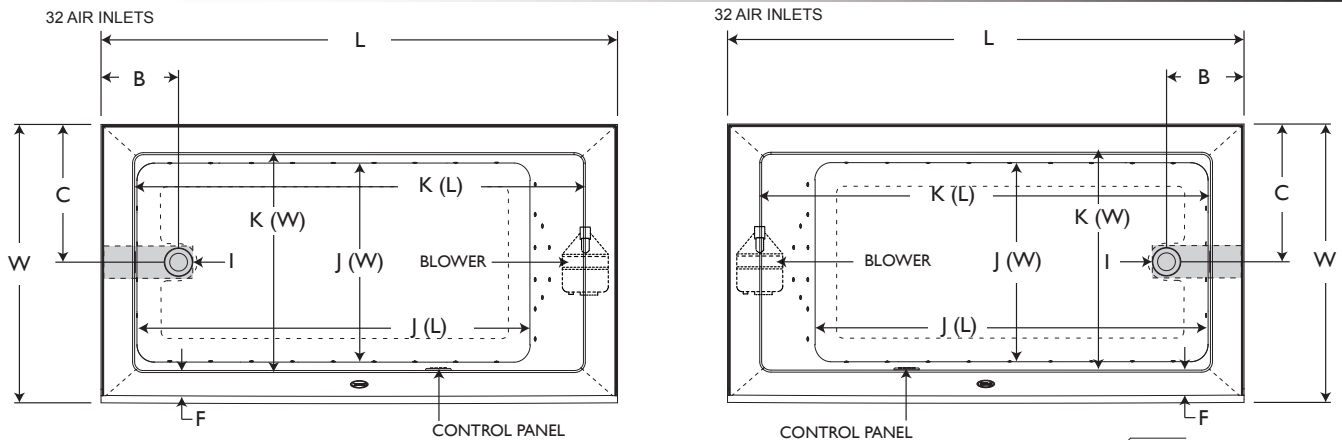 32 AIR INLETS
L
B
C
W
K (L)
K (W)
I
J (W)
BLOWER
J (L)
F
CONTROL PANEL
32 AIR INLETS
L
B
C
W
K (L)
K (W)
I
J (W)
BLOWER
J (L)
F
CONTROL PANEL